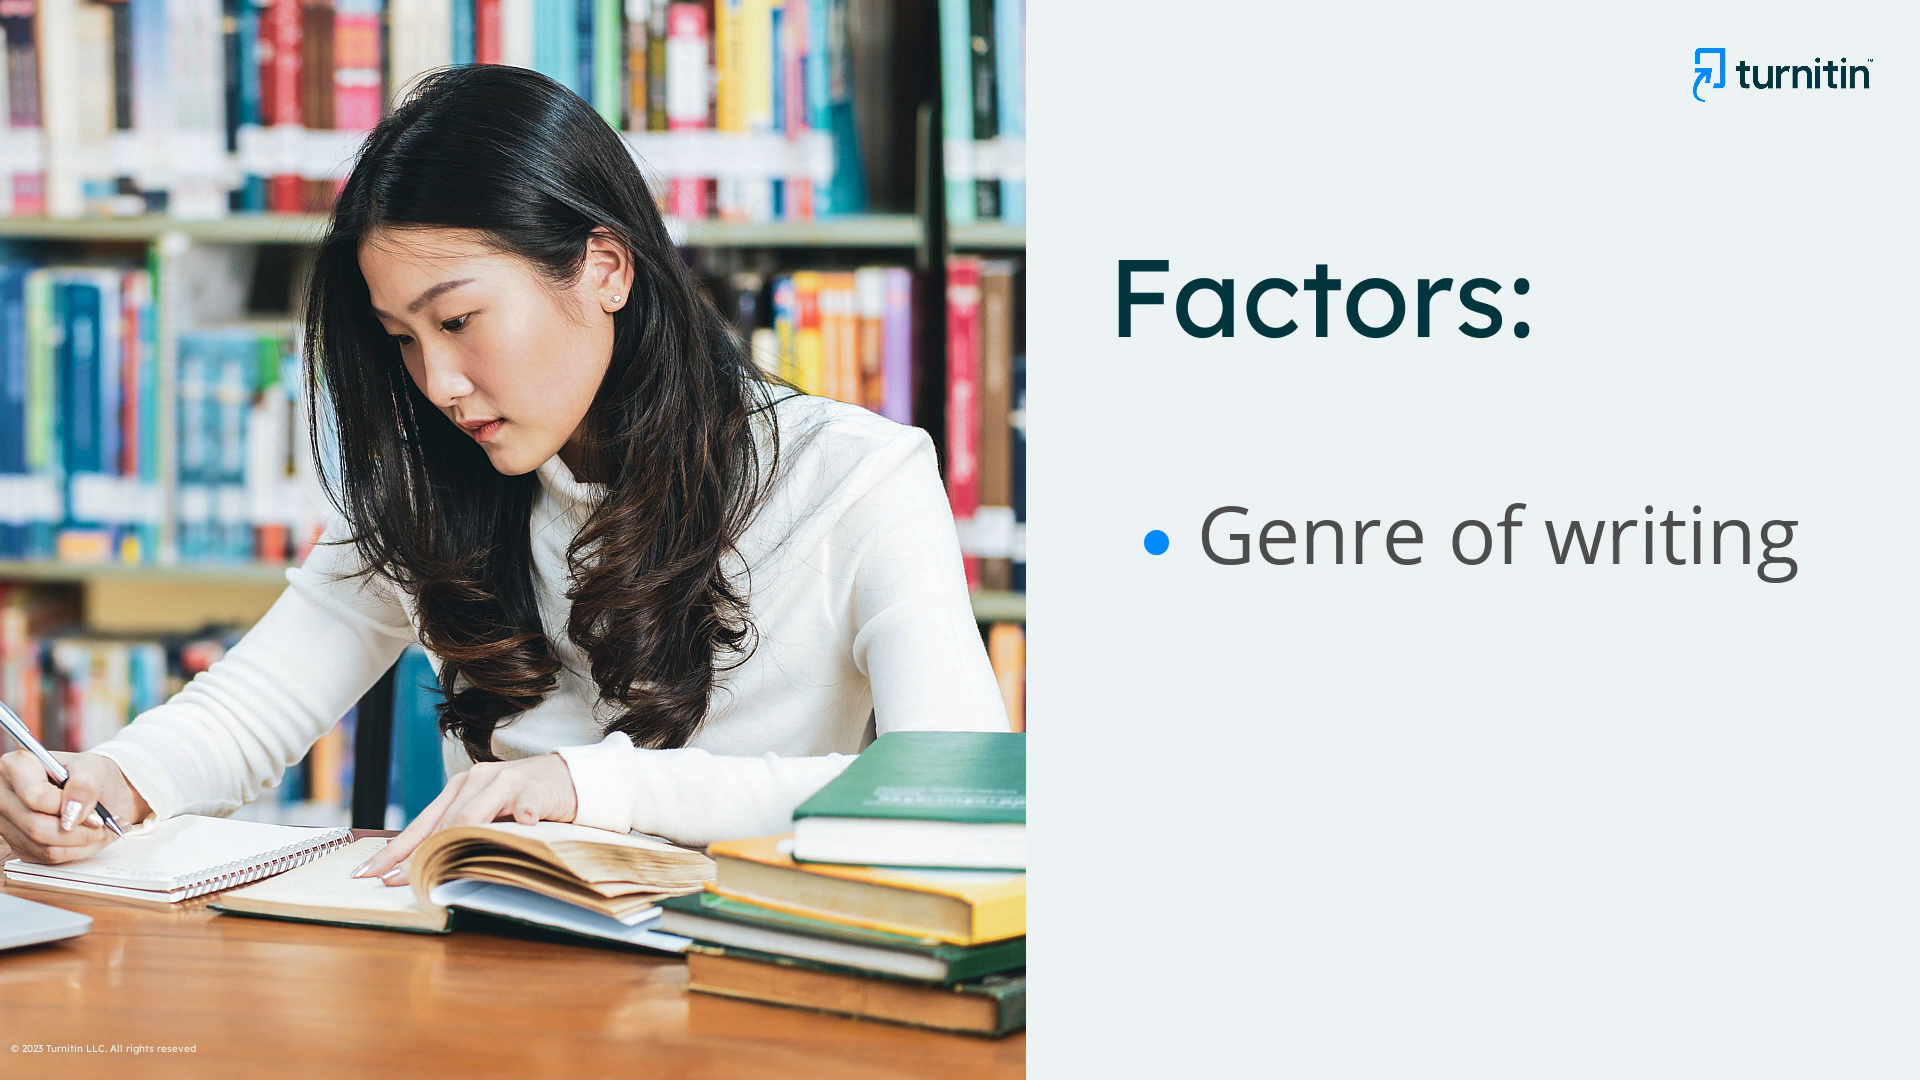 turnitin™
Factors:
• Genre of writing
© 2023 Turnitin LLC. All rights reseved